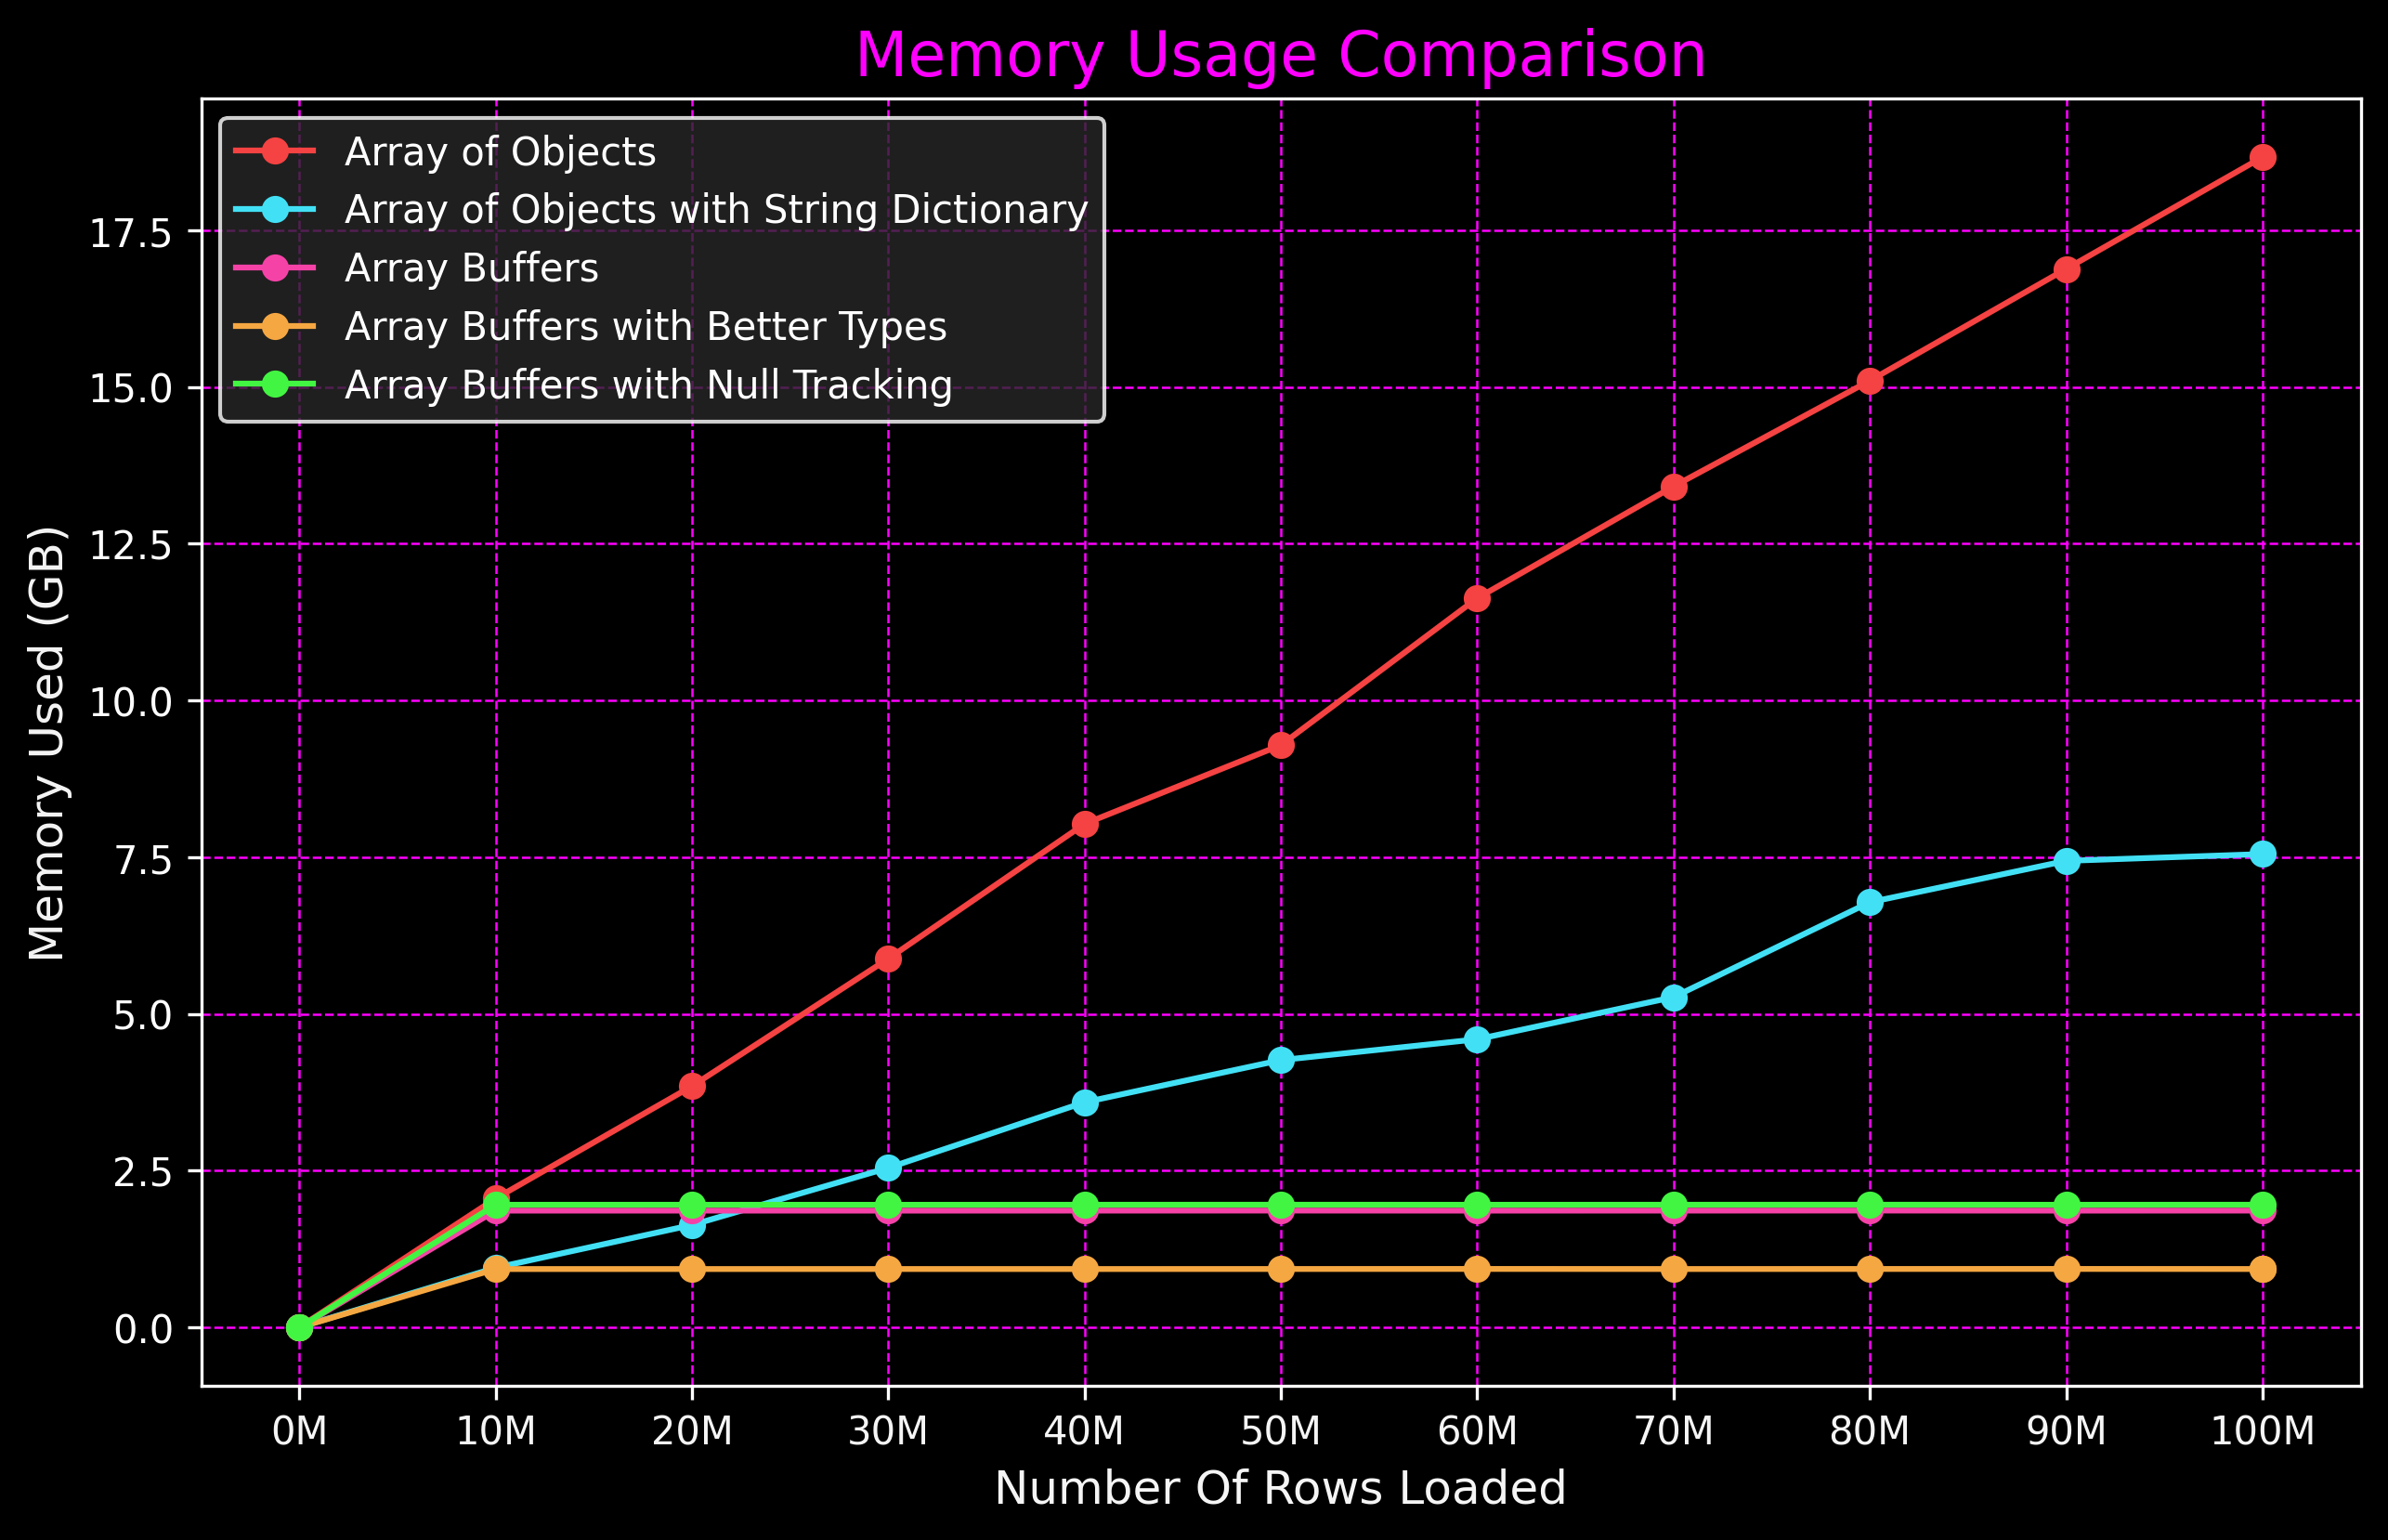 Memory Usage Comparison
Array of Objects
Array of Objects with String Dictionary
Array Buffers
Array Buffers with Better Types
Array Buffers with Null Tracking
Memory Used (GB)
17.5
15.0
12.5
10.0
7.5
5.0
2.5
0.0
0M 10M 20M 30M 40M 50M 60M 70M 80M 90M 100M
Number Of Rows Loaded